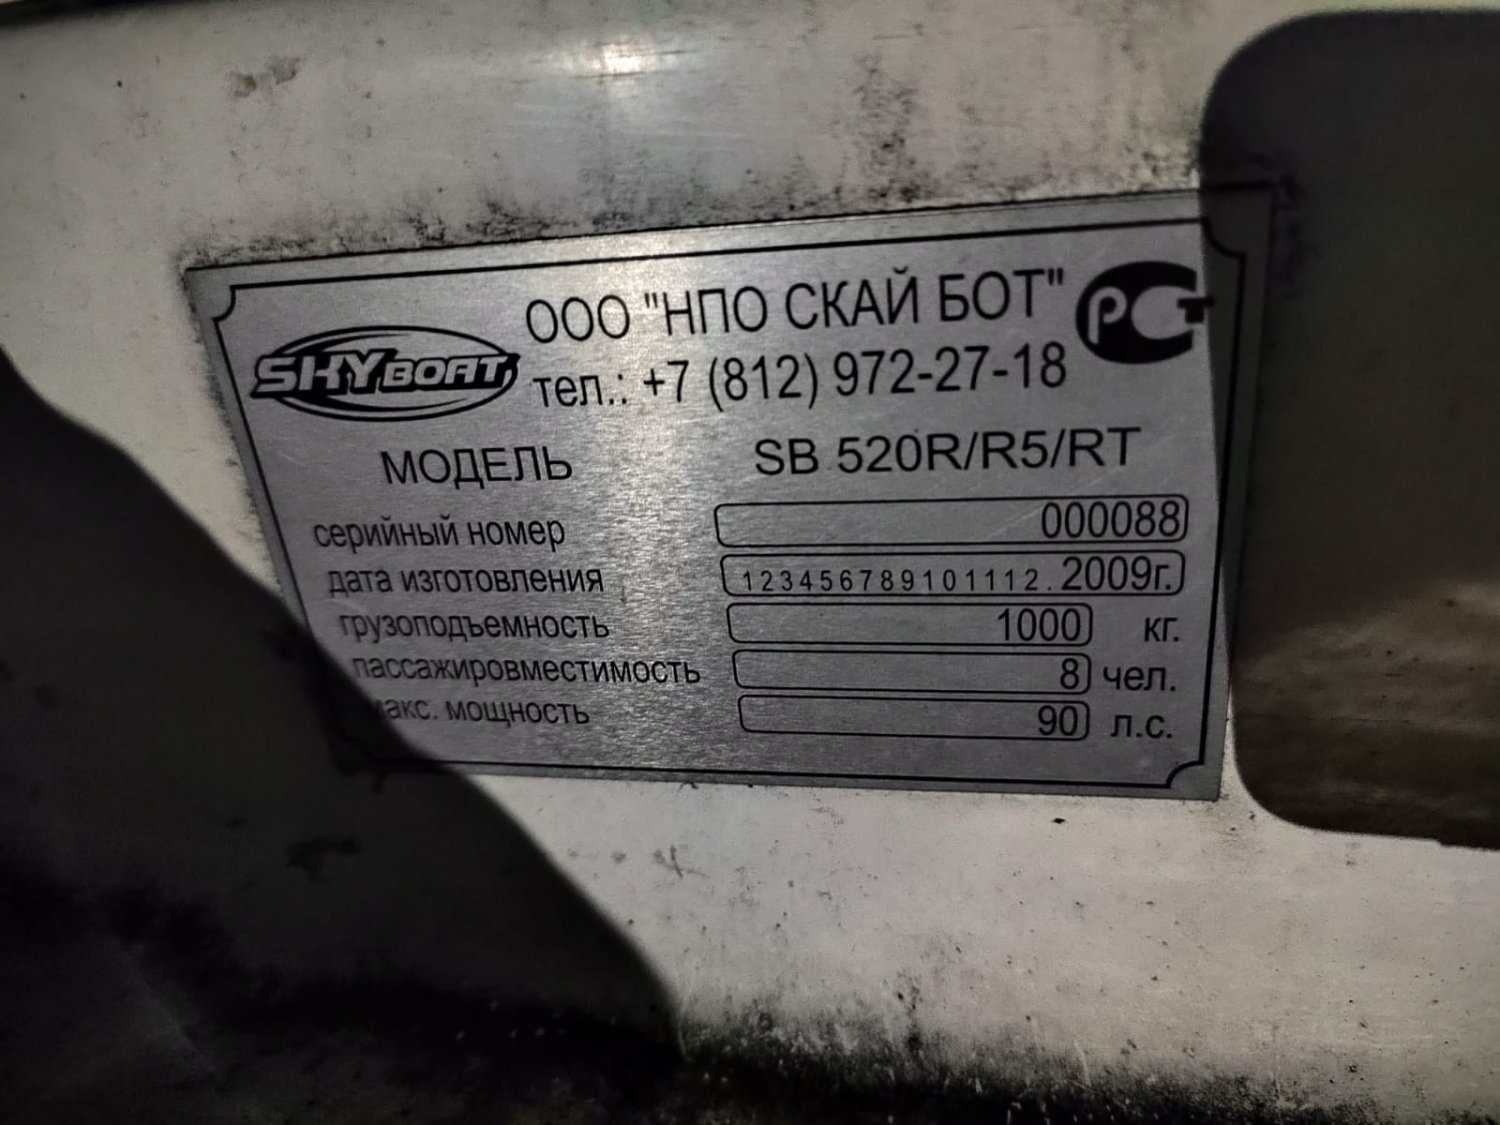 SKYBOAT
ООО "НПО СКАЙ БОТ"
тел.: +7 (812) 972-27-18
РСТ
МОДЕЛЬ SB 520R/R5/RT
серийный номер 000088
дата изготовления 1 2 3 4 5 6 7 8 9 10 11 12. 2009г.
грузоподъемность 1000 кг.
пассажировместимость 8 чел.
макс. мощность 90 л.с.